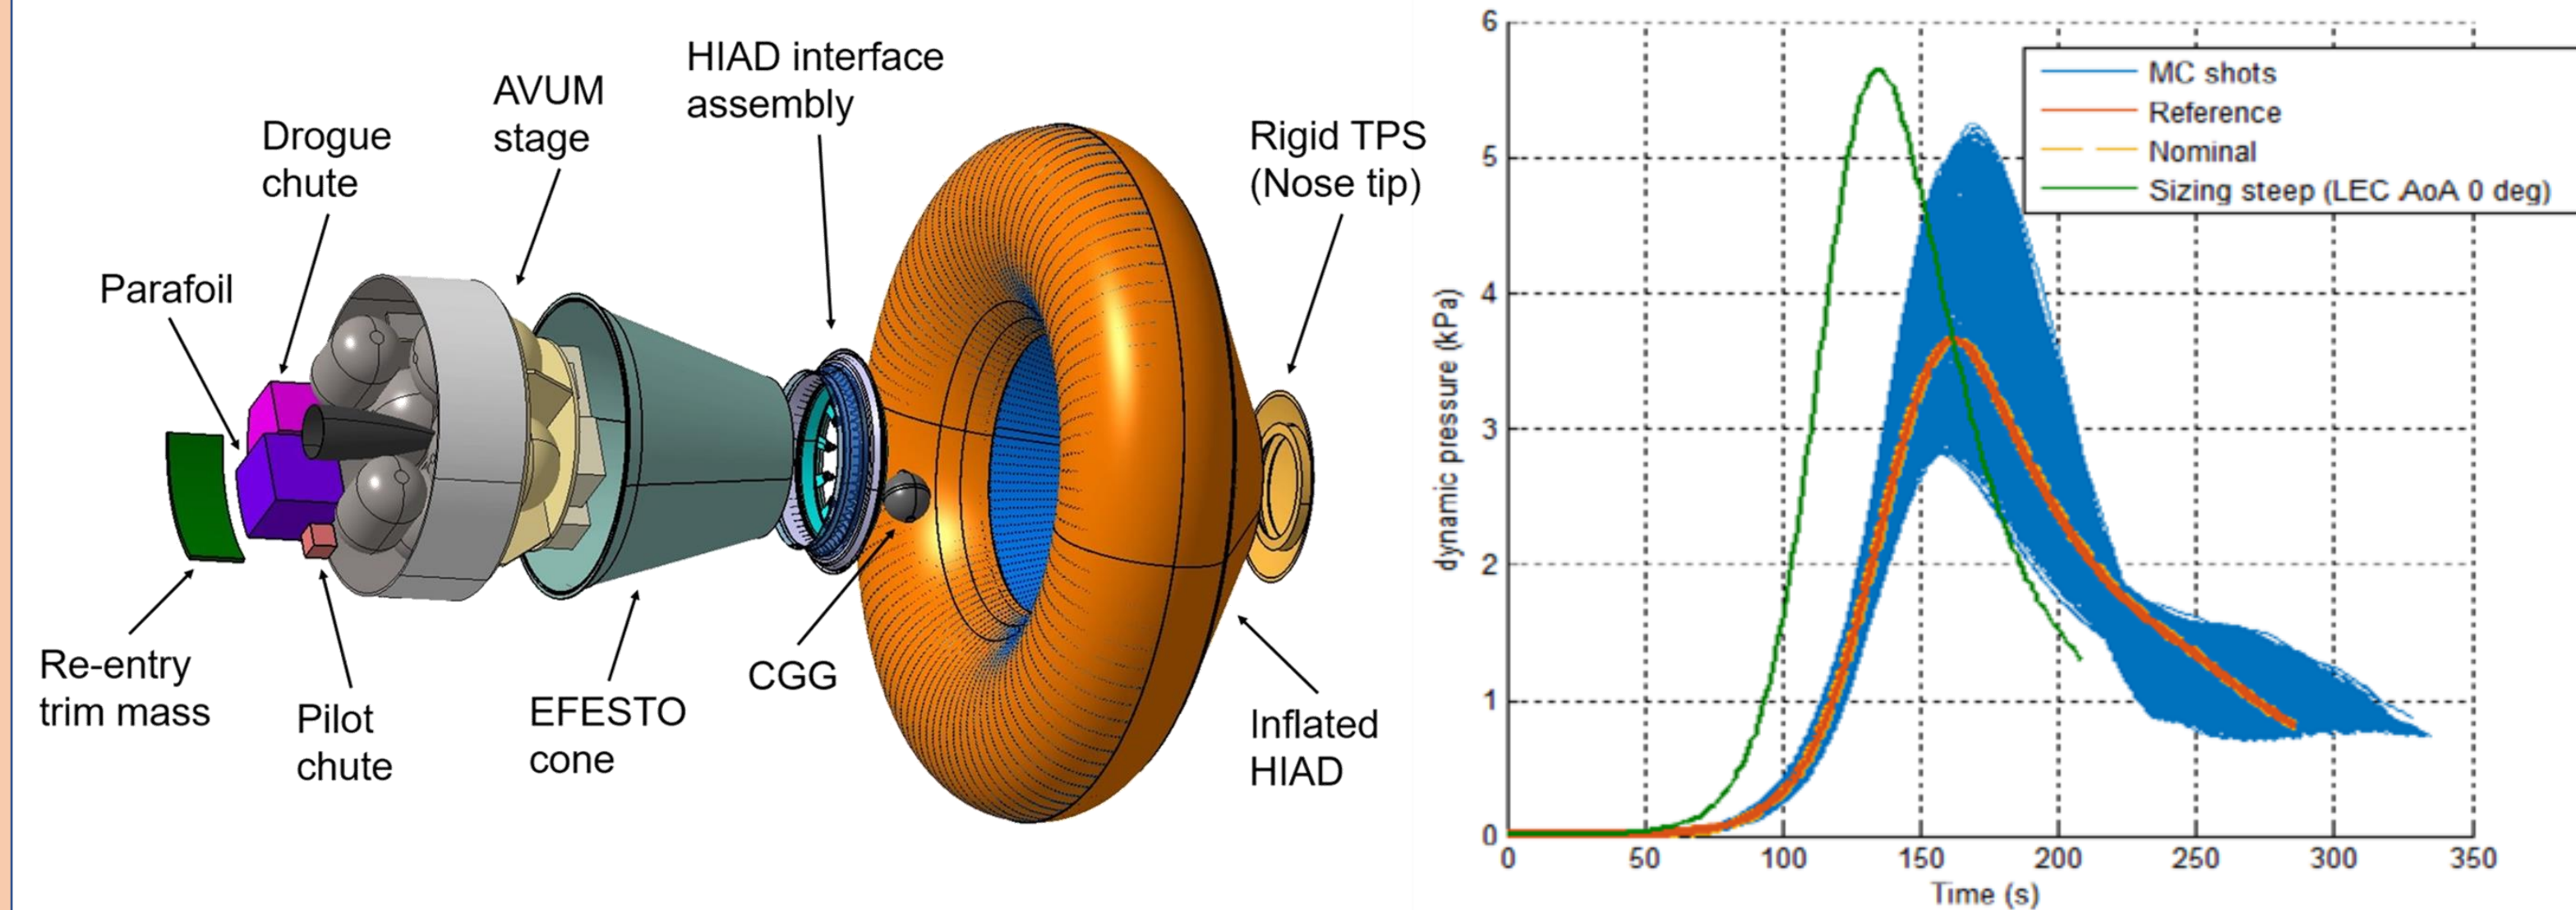 HIAD interface
assembly
AVUM
stage
Drogue
chute
Rigid TPS
(Nose tip)
Parafoil
Re-entry
trim mass
Pilot
chute
EFESTO
cone
CGG
Inflated
HIAD
6
5
4
3
2
1
0
dynamic pressure (kPa)
MC shots
Reference
Nominal
Sizing steep (LEC AoA 0 deg)
0 50 100 150 200 250 300 350
Time (s)